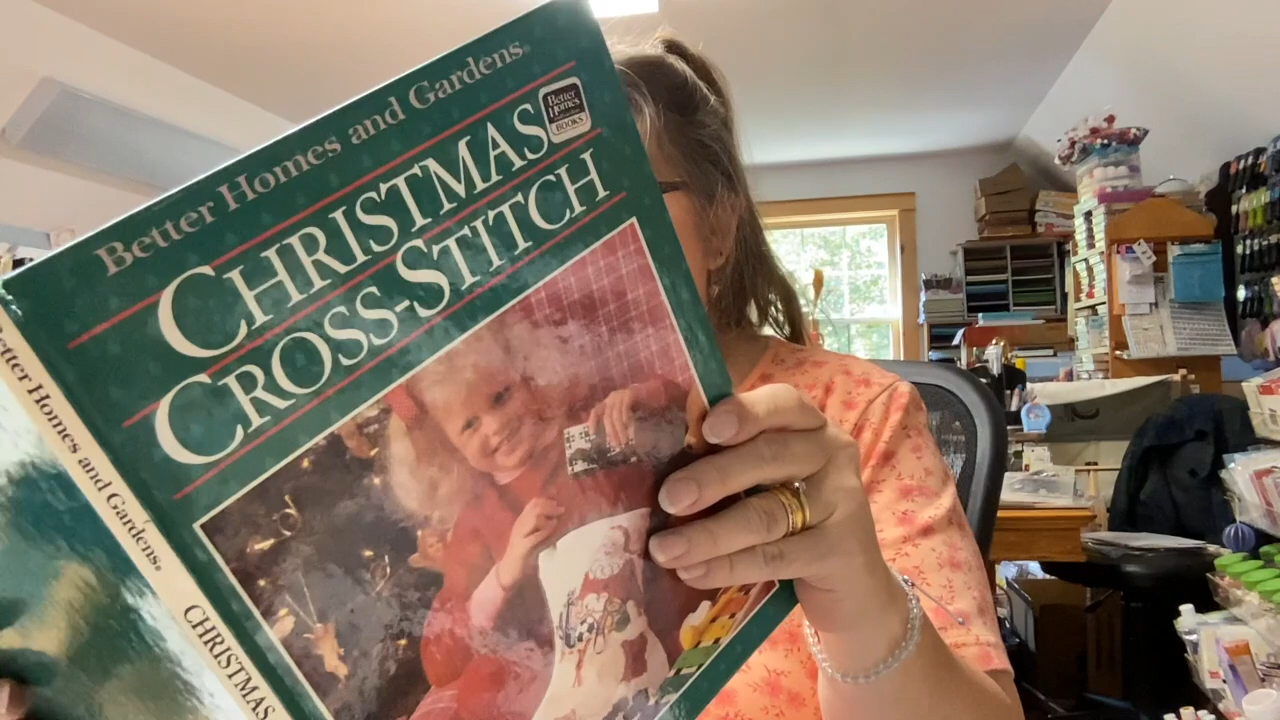 Better Homes and Gardens®
CHRISTMAS
CROSS-STITCH
Better
Homes
BOOKS
Better Homes and Gardens®
CHRISTMAS